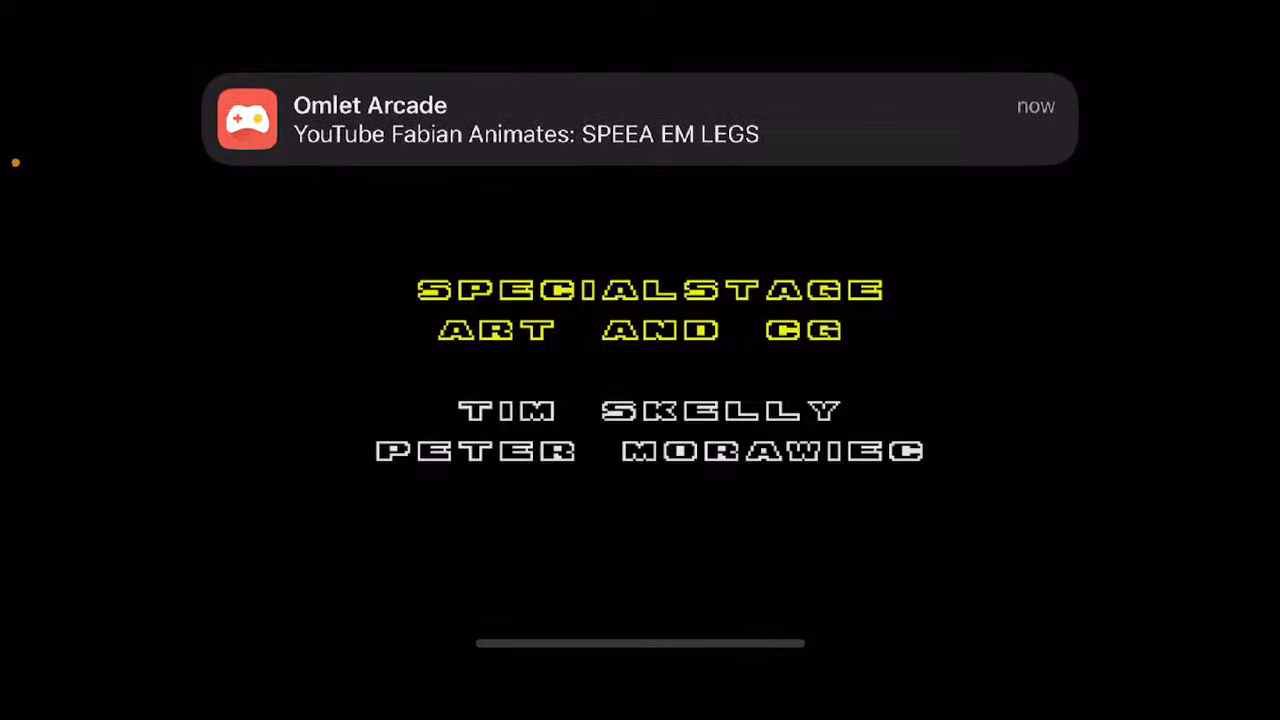 Omlet Arcade
now
YouTube Fabian Animates: SPEEA EM LEGS
SPECIALSTAGE
ART AND CG
TIM SKELLY
PETER MORAWIEC